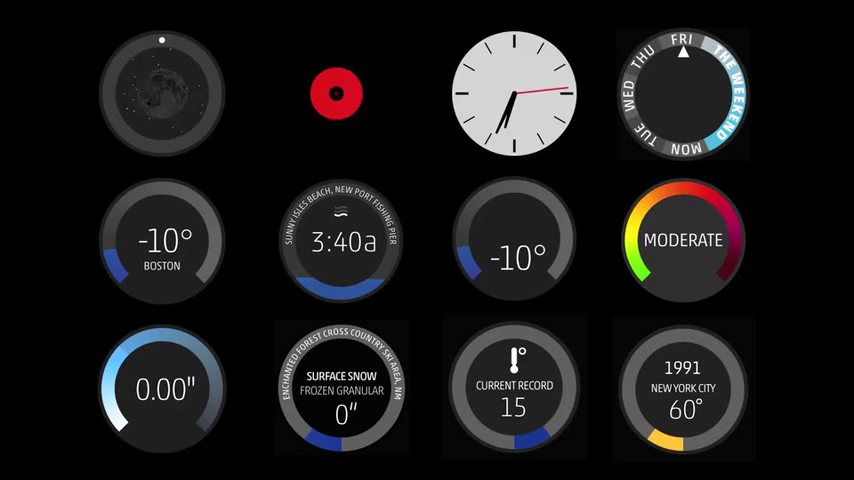 FRI
THU
WED
TUE
MON
THE WEEKEND
-10°
BOSTON
SUNNY ISLES BEACH, NEW PORT FISHING PIER
3:40a
-10°
MODERATE
0.00"
ENCHANTED FOREST CROSS COUNTRY SKI AREA, NM
SURFACE SNOW
FROZEN GRANULAR
0"
CURRENT RECORD
15
1991
NEW YORK CITY
60°